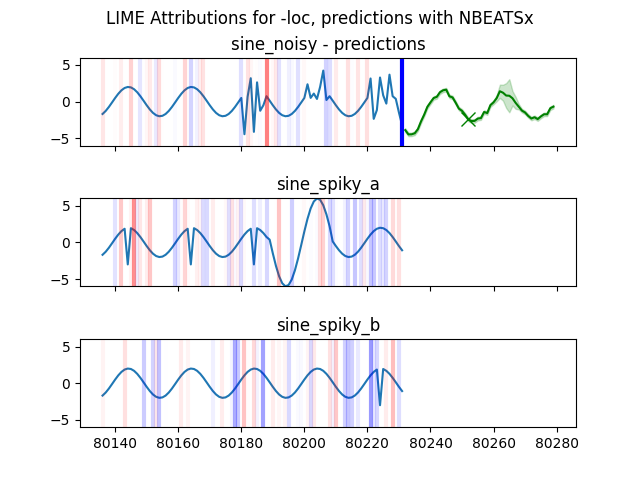 LIME Attributions for -loc, predictions with NBEATSx
sine_noisy - predictions
5
0
−5
sine_spiky_a
5
0
−5
sine_spiky_b
5
0
−5
80140 80160 80180 80200 80220 80240 80260 80280